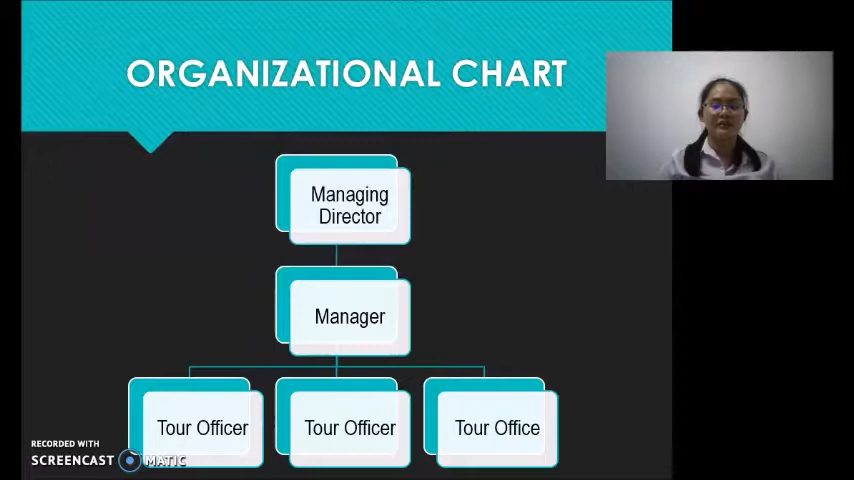 ORGANIZATIONAL CHART
Managing
Director
Manager
Tour Officer
Tour Officer
Tour Office
RECORDED WITH
SCREENCAST MATIC